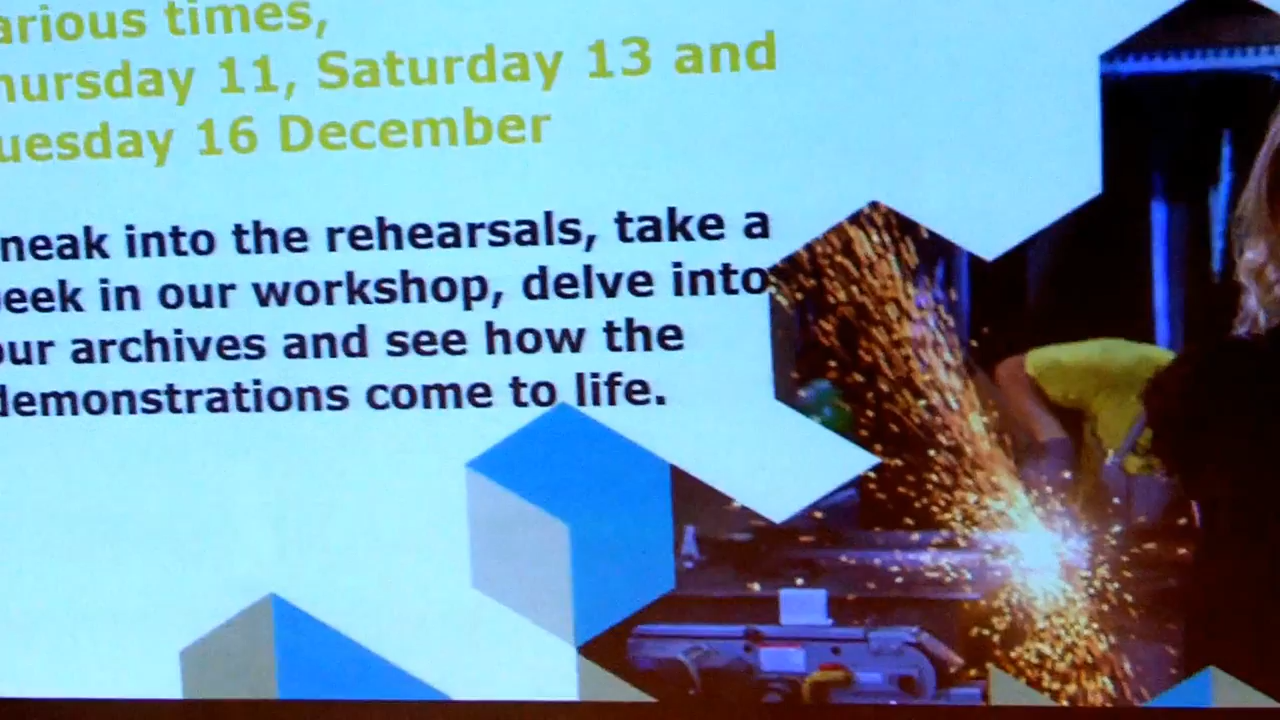 arious times,
hursday 11, Saturday 13 and
uesday 16 December
neak into the rehearsals, take a
eek in our workshop, delve into
our archives and see how the
demonstrations come to life.